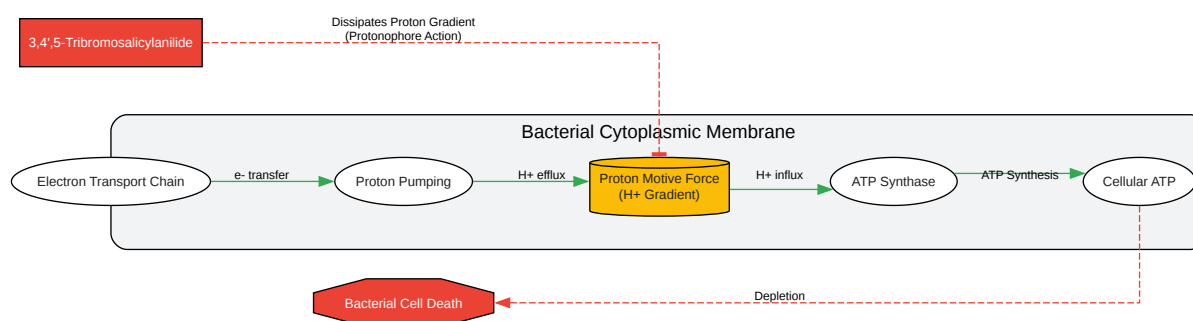 Dissipates Proton Gradient
(Protonophore Action)
3,4',5-Tribromosalicylanilide
Bacterial Cytoplasmic Membrane
Electron Transport Chain
e- transfer
Proton Pumping
H+ efflux
Proton Motive Force
(H+ Gradient)
H+ influx
ATP Synthase
ATP Synthesis
Cellular ATP
Bacterial Cell Death
Depletion